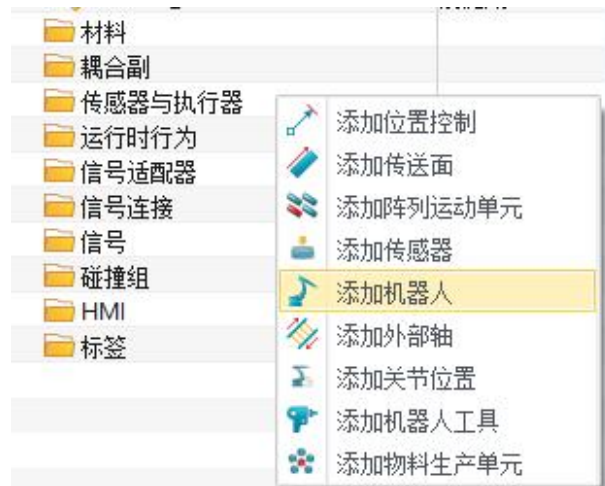 材料
耦合副
传感器与执行器
运行时行为
信号适配器
信号连接
信号
碰撞组
HMI
标签
添加位置控制
添加传送面
添加阵列运动单元
添加传感器
添加机器人
添加外部轴
添加关节位置
添加机器人工具
添加物料生产单元